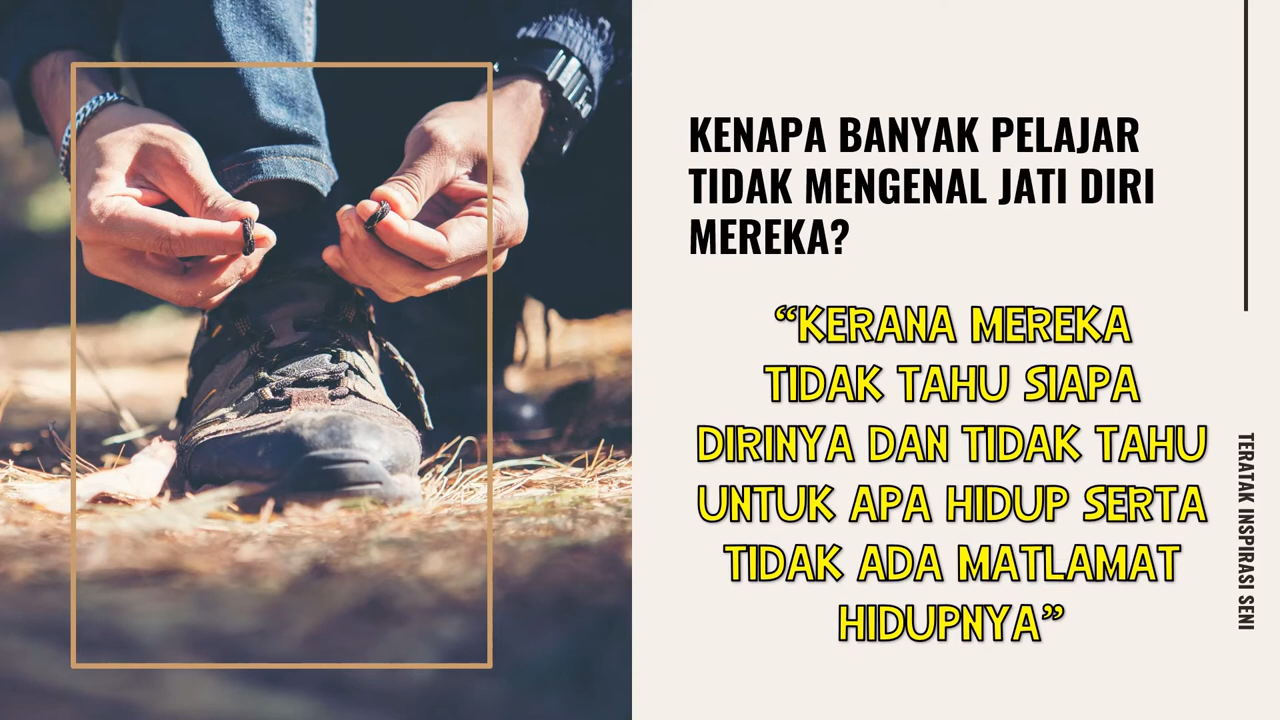 KENAPA BANYAK PELAJAR
TIDAK MENGENAL JATI DIRI
MEREKA?
“KERANA MEREKA
TIDAK TAHU SIAPA
DIRINYA DAN TIDAK TAHU
UNTUK APA HIDUP SERTA
TIDAK ADA MATLAMAT
HIDUPNYA”
TERATAK INSPIRASI SENI